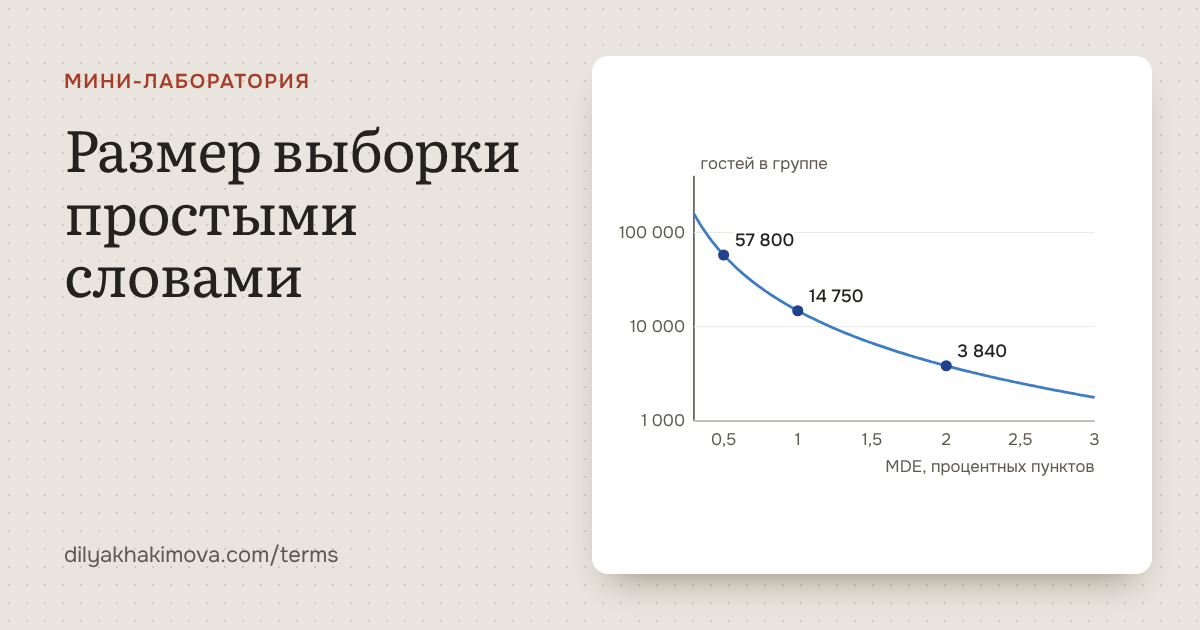 МИНИ-ЛАБОРАТОРИЯ
Размер выборки
простыми
словами
dilyakhakimova.com/terms
гостей в группе
100 000
57 800
14 750
10 000
3 840
1 000
0,5 1 1,5 2 2,5 3
MDE, процентных пунктов